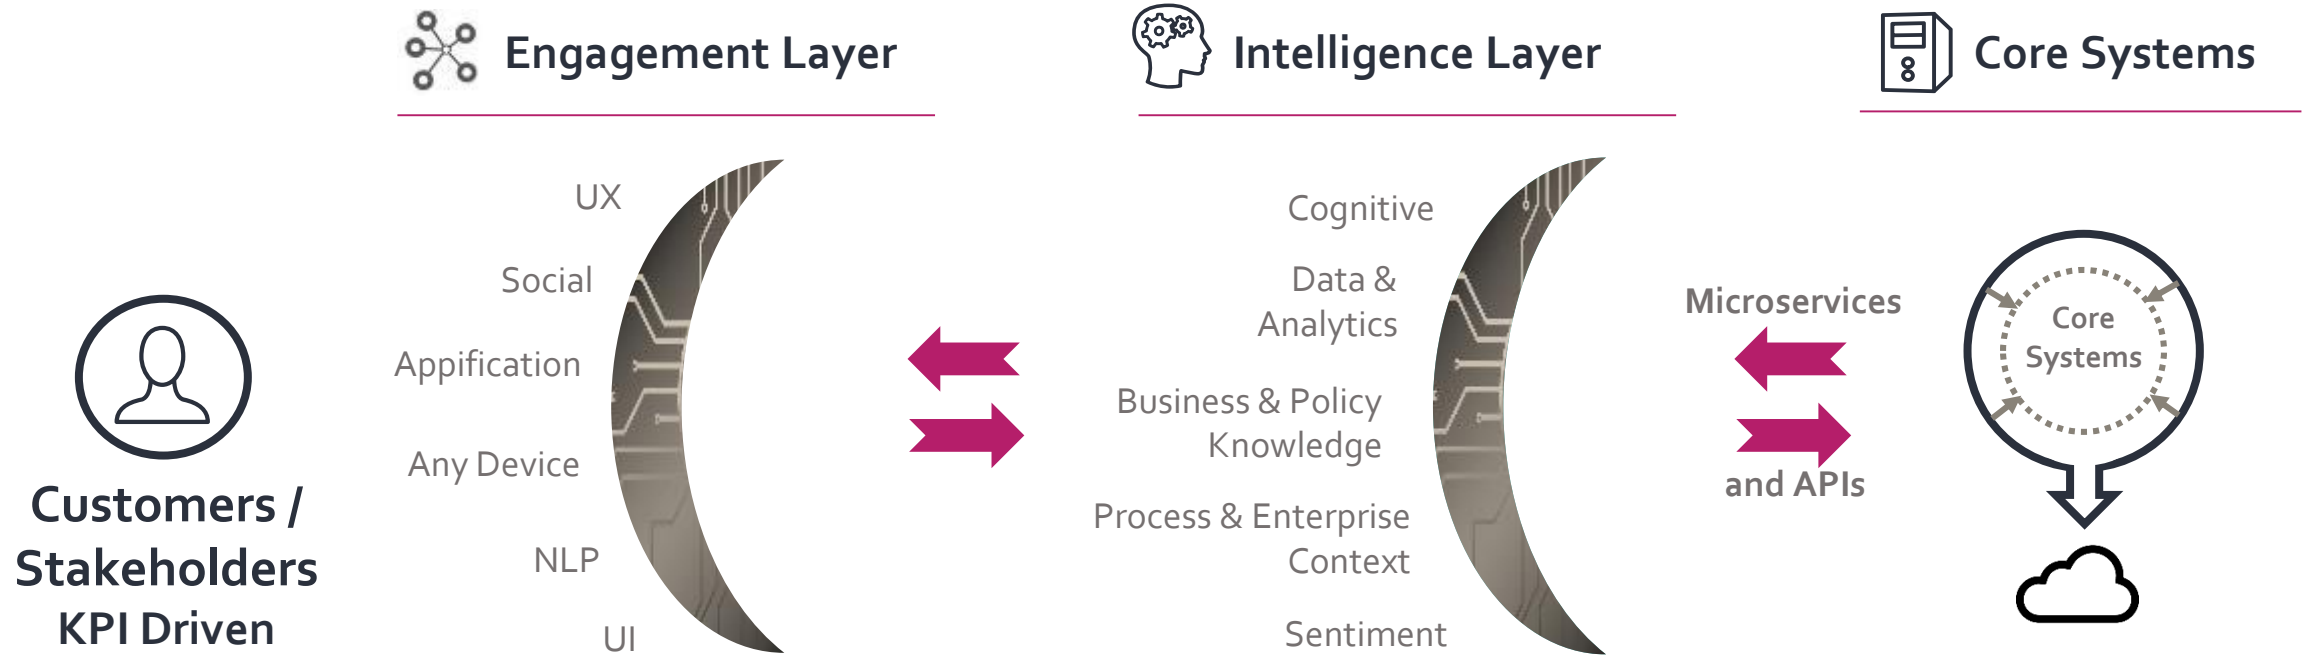 Engagement Layer
Intelligence Layer
Core Systems
Customers /
Stakeholders
KPI Driven
UX
Social
Appification
Any Device
NLP
UI
Cognitive
Data &
Analytics
Business & Policy
Knowledge
Process & Enterprise
Context
Sentiment
Microservices
and APIs
Core
Systems